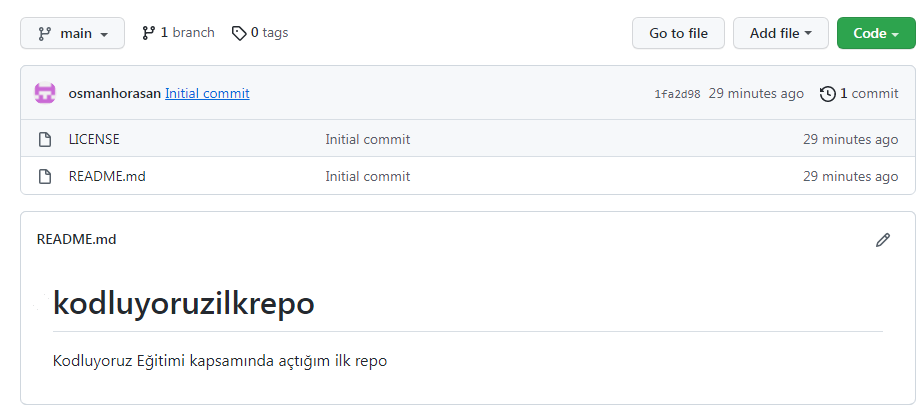 main 1 branch 0 tags Go to file Add file Code
osmanhorasan Initial commit 1fa2d98 29 minutes ago 1 commit
LICENSE Initial commit 29 minutes ago
README.md Initial commit 29 minutes ago
README.md
kodluyoruzilkrepo
Kodluyoruz Eğitimi kapsamında açtığım ilk repo